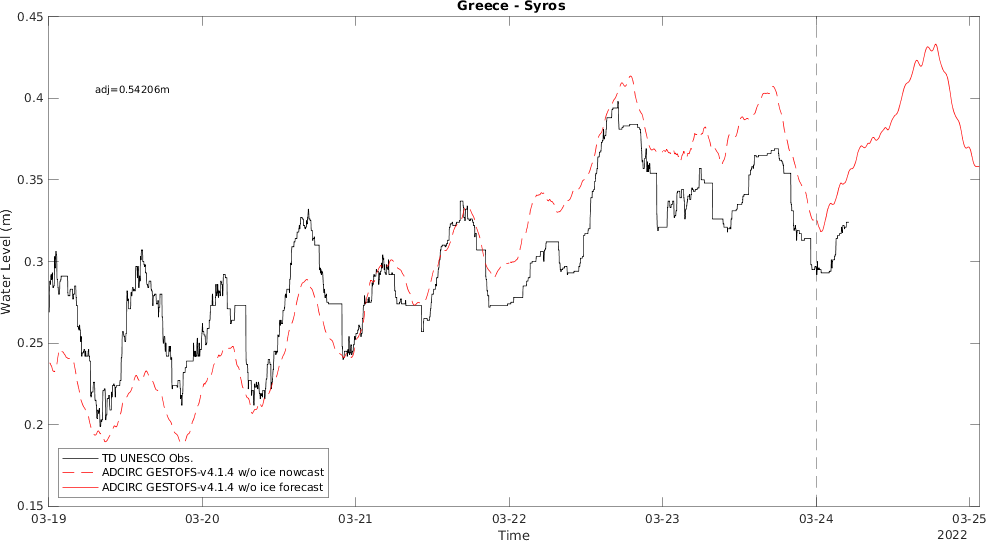 Greece - Syros
0.45
adj=0.54206m
0.4
0.35
0.3
0.25
0.2
0.15
Water Level (m)
TD UNESCO Obs.
ADCIRC GESTOFS-v4.1.4 w/o ice nowcast
ADCIRC GESTOFS-v4.1.4 w/o ice forecast
03-19 03-20 03-21 03-22 03-23 03-24 03-25
Time 2022